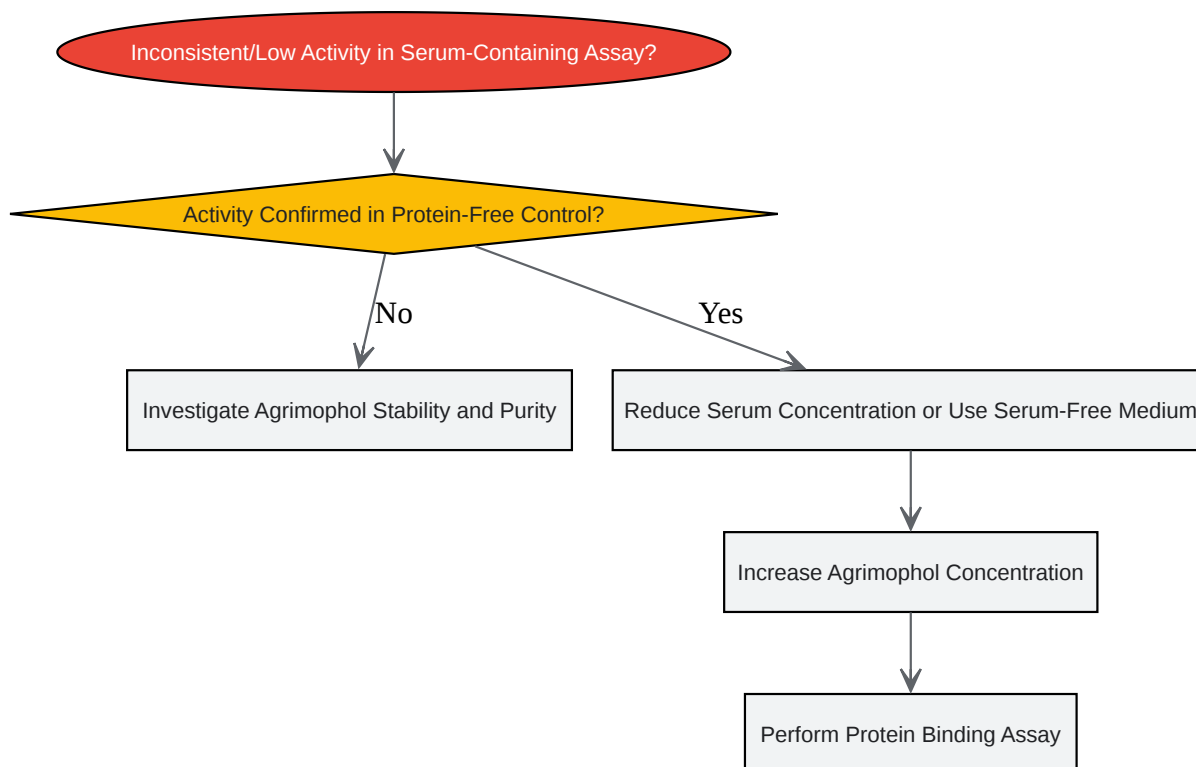 Inconsistent/Low Activity in Serum-Containing Assay?
Activity Confirmed in Protein-Free Control?
No
Yes
Investigate Agrimophol Stability and Purity
Reduce Serum Concentration or Use Serum-Free Medium
Increase Agrimophol Concentration
Perform Protein Binding Assay